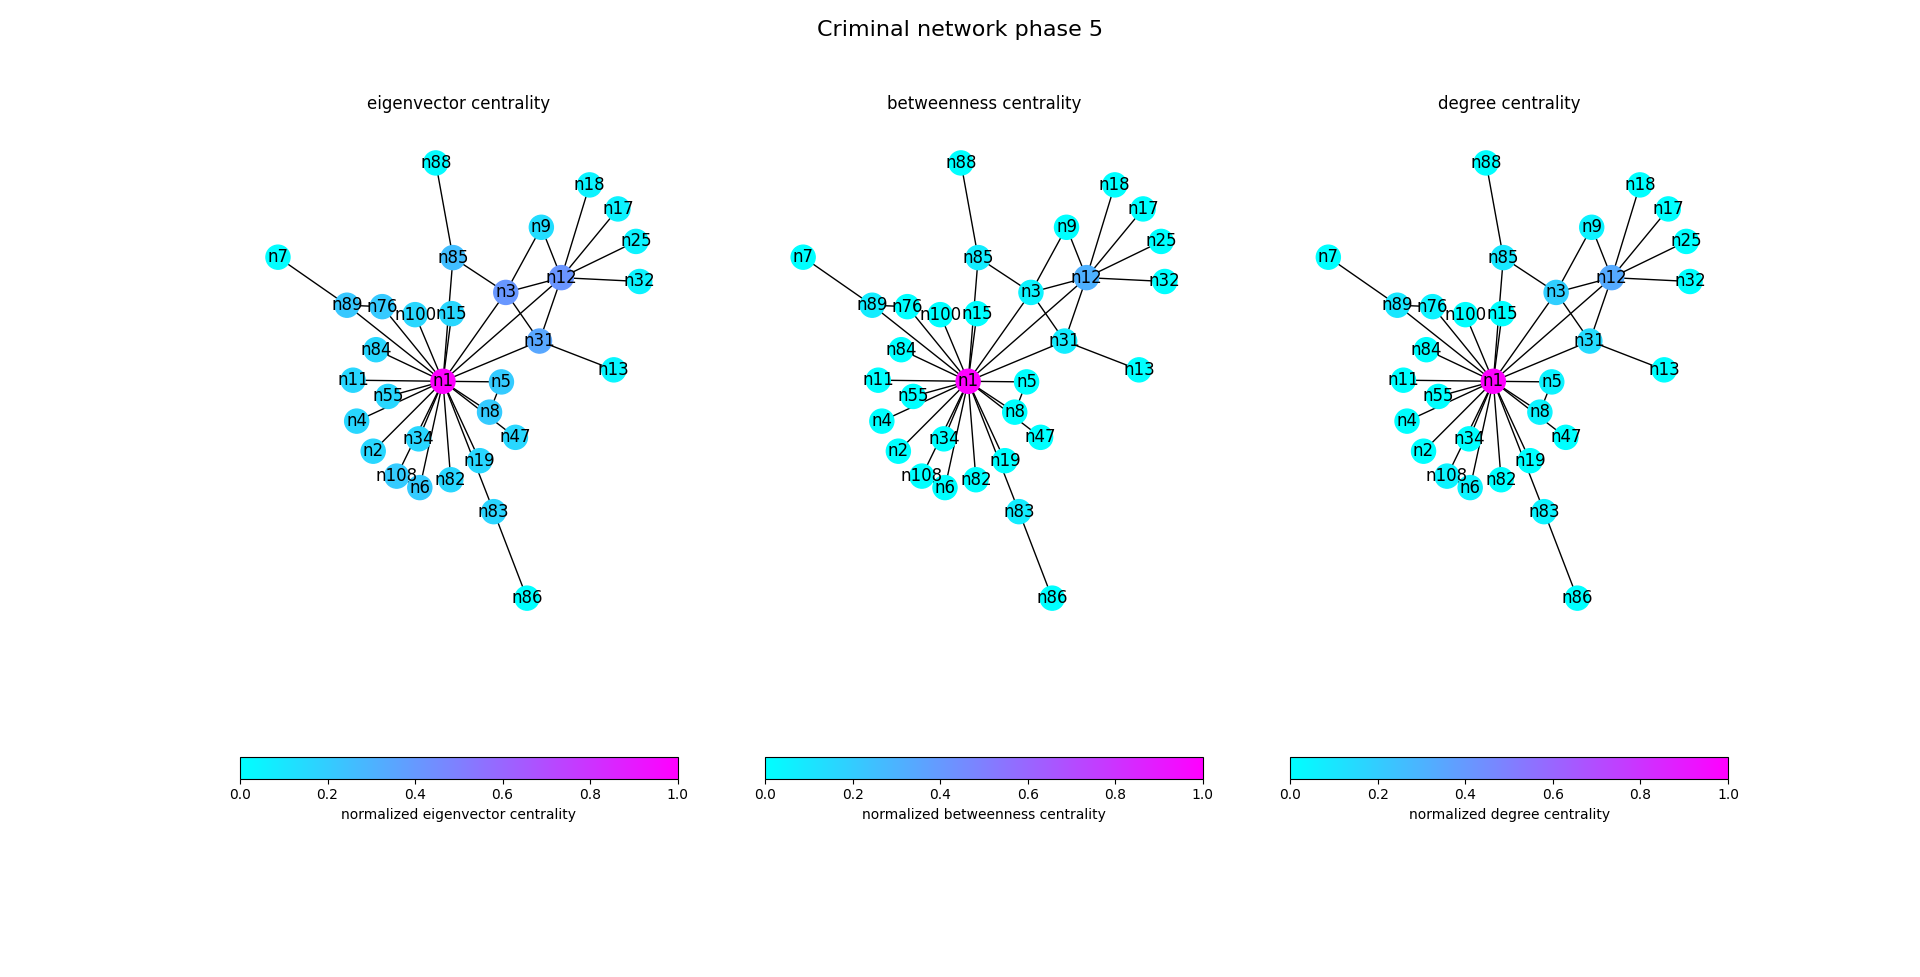 Criminal network phase 5
eigenvector centrality
n88
n18
n17
n9
n25
n85
n7
n12
n32
n3
n89
n76
n100
n15
n31
n84
n13
n11
n1
n5
n55
n8
n4
n34
n47
n2
n19
n108
n82
n6
n83
n86
0.0 0.2 0.4 0.6 0.8 1.0
normalized eigenvector centrality
betweenness centrality
n88
n18
n17
n9
n25
n85
n7
n12
n32
n3
n89
n76
n100
n15
n31
n84
n13
n11
n1
n5
n55
n8
n4
n34
n47
n2
n19
n108
n82
n6
n83
n86
0.0 0.2 0.4 0.6 0.8 1.0
normalized betweenness centrality
degree centrality
n88
n18
n17
n9
n25
n85
n7
n12
n32
n3
n89
n76
n100
n15
n31
n84
n13
n11
n1
n5
n55
n8
n4
n34
n47
n2
n19
n108
n82
n6
n83
n86
0.0 0.2 0.4 0.6 0.8 1.0
normalized degree centrality